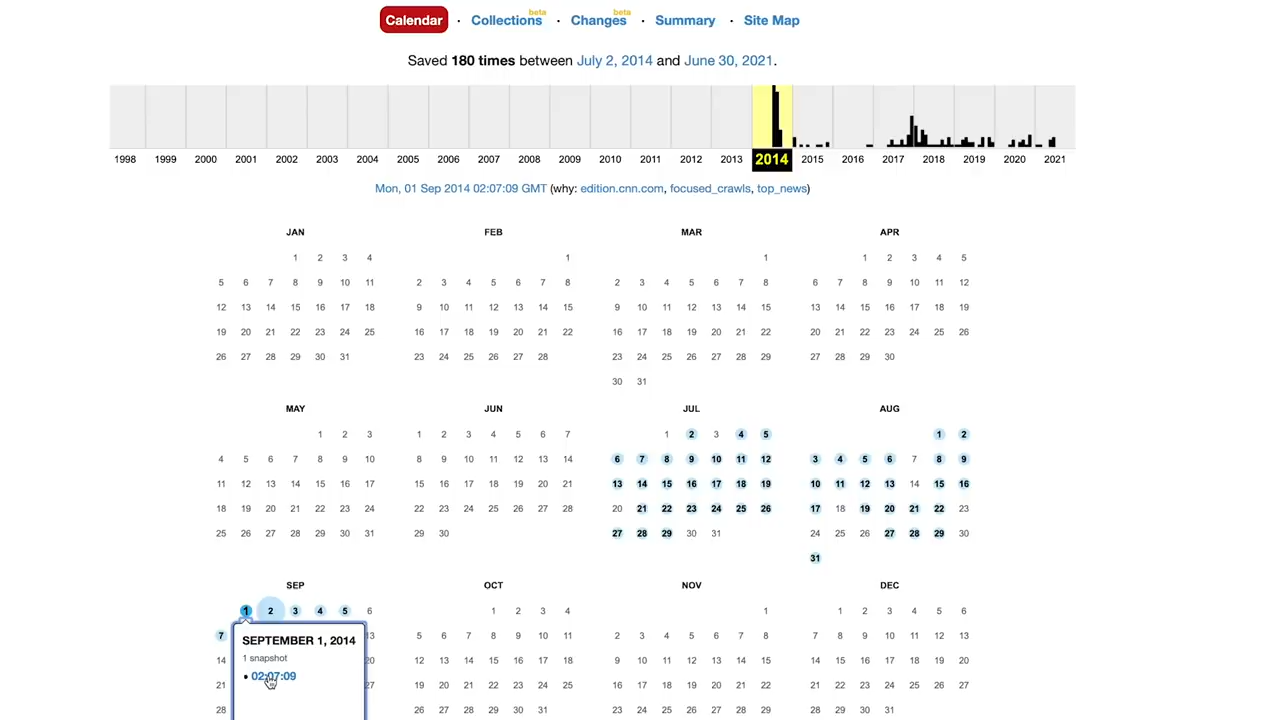 beta beta
Calendar · Collections · Changes · Summary · Site Map
Saved 180 times between July 2, 2014 and June 30, 2021.
1998 1999 2000 2001 2002 2003 2004 2005 2006 2007 2008 2009 2010 2011 2012 2013 2014 2015 2016 2017 2018 2019 2020 2021
Mon, 01 Sep 2014 02:07:09 GMT (why: edition.cnn.com, focused_crawls, top_news)
JAN FEB MAR APR
1 2 3 4 1 1 1 2 3 4 5
5 6 7 8 9 10 11 2 3 4 5 6 7 8 2 3 4 5 6 7 8 6 7 8 9 10 11 12
12 13 14 15 16 17 18 9 10 11 12 13 14 15 9 10 11 12 13 14 15 13 14 15 16 17 18 19
19 20 21 22 23 24 25 16 17 18 19 20 21 22 16 17 18 19 20 21 22 20 21 22 23 24 25 26
26 27 28 29 30 31 23 24 25 26 27 28 23 24 25 26 27 28 29 27 28 29 30
30 31
MAY JUN JUL AUG
1 2 3 1 2 3 4 5 6 7 1 2 3 4 5 1 2
4 5 6 7 8 9 10 8 9 10 11 12 13 14 6 7 8 9 10 11 12 3 4 5 6 7 8 9
11 12 13 14 15 16 17 15 16 17 18 19 20 21 13 14 15 16 17 18 19 10 11 12 13 14 15 16
18 19 20 21 22 23 24 22 23 24 25 26 27 28 20 21 22 23 24 25 26 17 18 19 20 21 22 23
25 26 27 28 29 30 31 29 30 27 28 29 30 31 24 25 26 27 28 29 30
31
SEP OCT NOV DEC
1 2 3 4 5 6 1 2 3 4 1 1 2 3 4 5 6
7 13 5 6 7 8 9 10 11 2 3 4 5 6 7 8 7 8 9 10 11 12 13
SEPTEMBER 1, 2014
1 snapshot
14 20 12 13 14 15 16 17 18 9 10 11 12 13 14 15 14 15 16 17 18 19 20
• 02:07:09
21 27 19 20 21 22 23 24 25 16 17 18 19 20 21 22 21 22 23 24 25 26 27
28 26 27 28 29 30 31 23 24 25 26 27 28 29 28 29 30 31